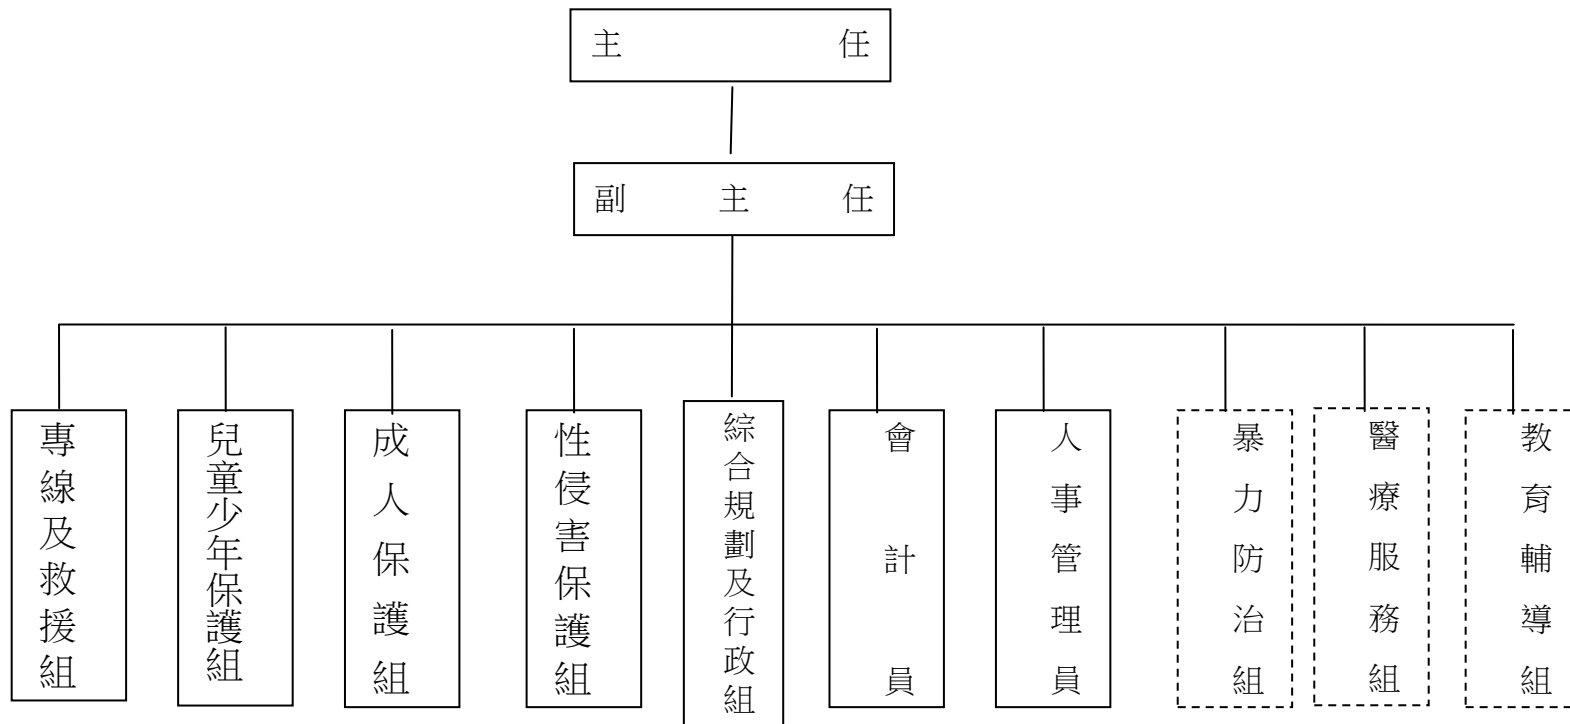 主任
副主任
專線及救援組
兒童少年保護組
成人保護組
性侵害保護組
綜合規劃及行政組
會計員
人事管理員
暴力防治組
醫療服務組
教育輔導組